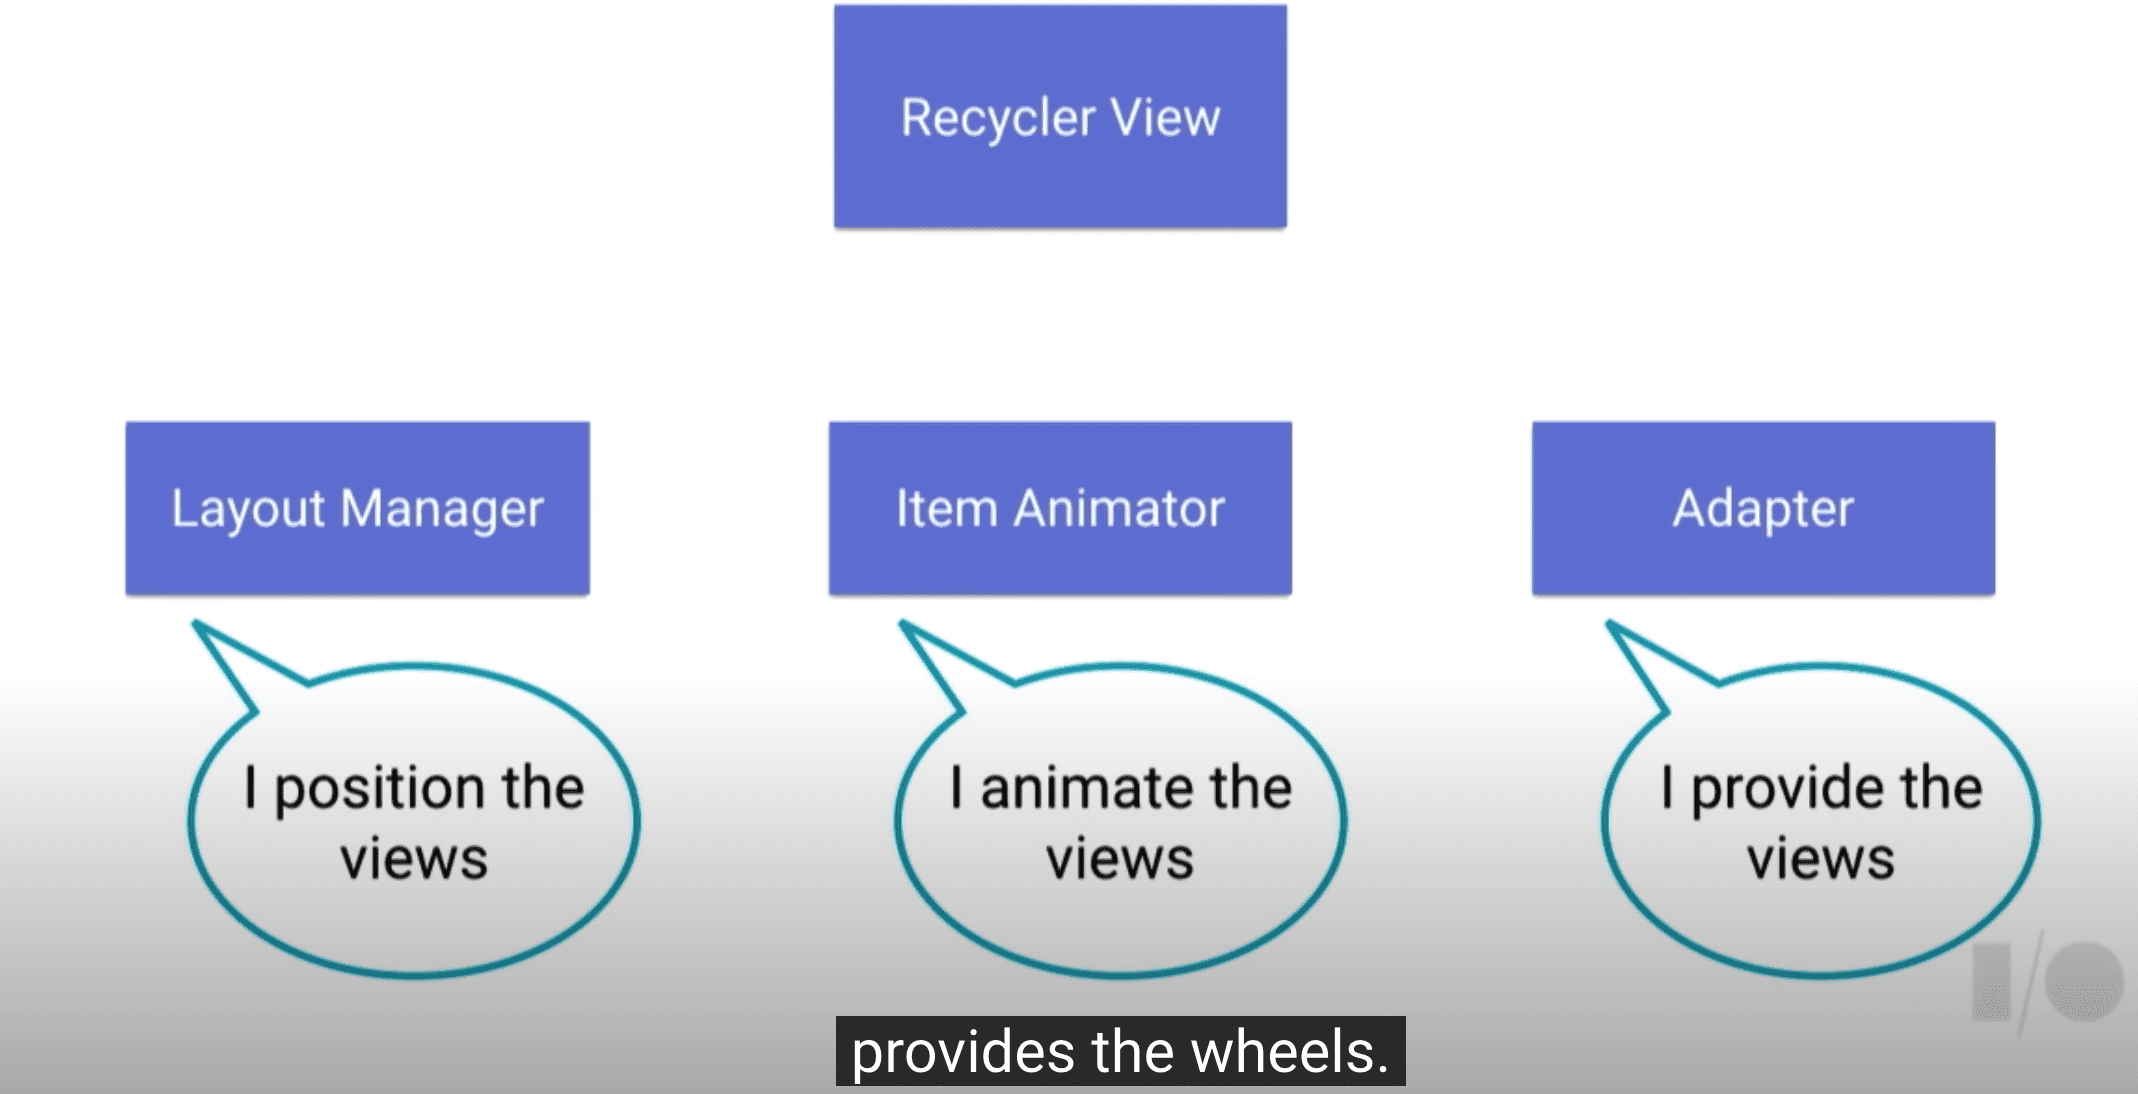 Recycler View
Layout Manager
Item Animator
Adapter
I position the
views
I animate the
views
I provide the
views
I/O
provides the wheels.